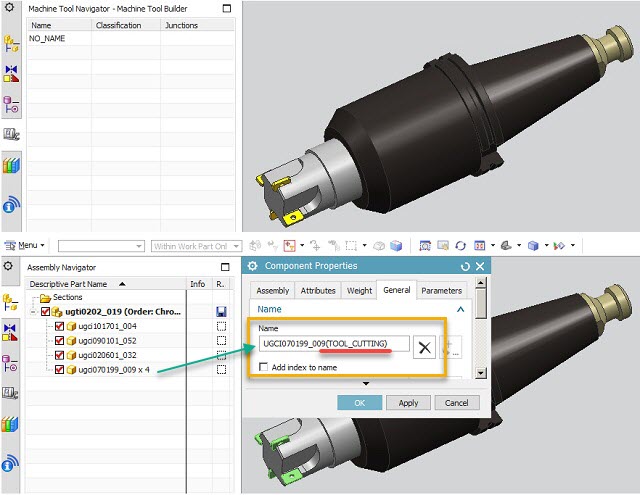 Machine Tool Navigator - Machine Tool Builder
Name Classification Junctions
NO_NAME
Menu Within Work Part Onl
Assembly Navigator
Descriptive Part Name Info R..
Sections
ugti0202_019 (Order: Chro...
ugci101701_004
ugci090101_052
ugci020601_032
ugci070199_009 x 4
Component Properties
Assembly Attributes Weight General Parameters
Name
Name
UGCI070199_009{TOOL_CUTTING}
Add index to name
OK Apply Cancel